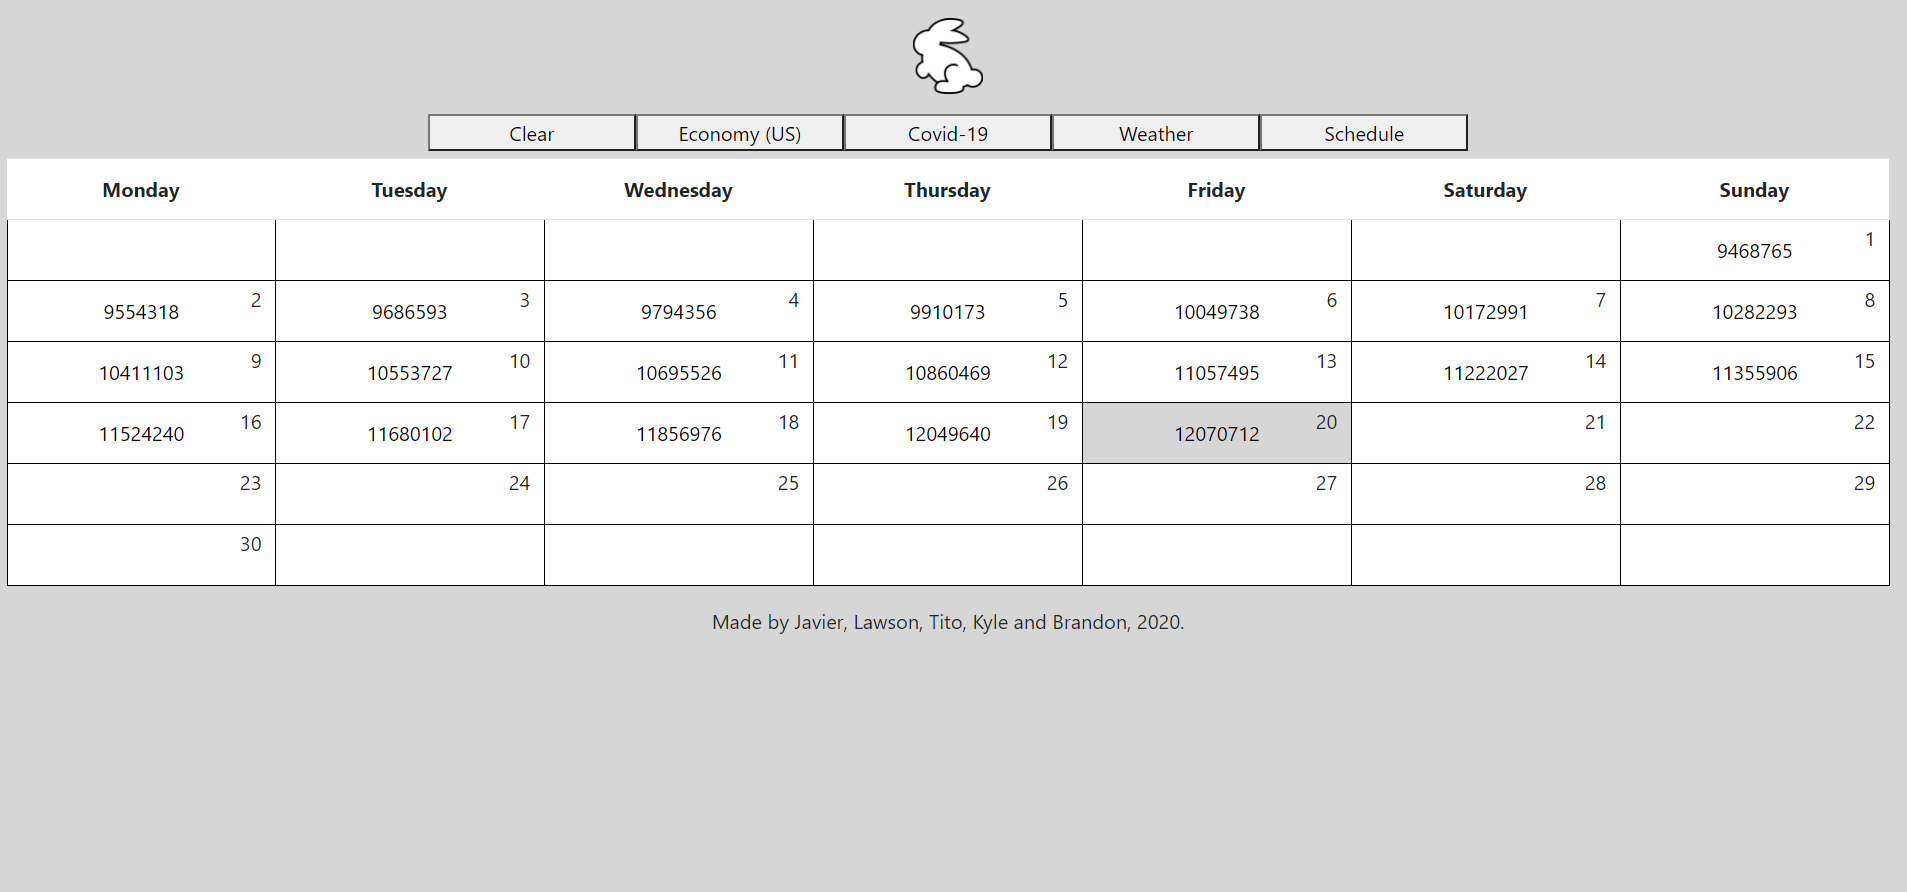 Clear Economy (US) Covid-19 Weather Schedule
Monday Tuesday Wednesday Thursday Friday Saturday Sunday
1
9468765
2 3 4 5 6 7 8
9554318 9686593 9794356 9910173 10049738 10172991 10282293
9 10 11 12 13 14 15
10411103 10553727 10695526 10860469 11057495 11222027 11355906
16 17 18 19 20 21 22
11524240 11680102 11856976 12049640 12070712
23 24 25 26 27 28 29
30
Made by Javier, Lawson, Tito, Kyle and Brandon, 2020.